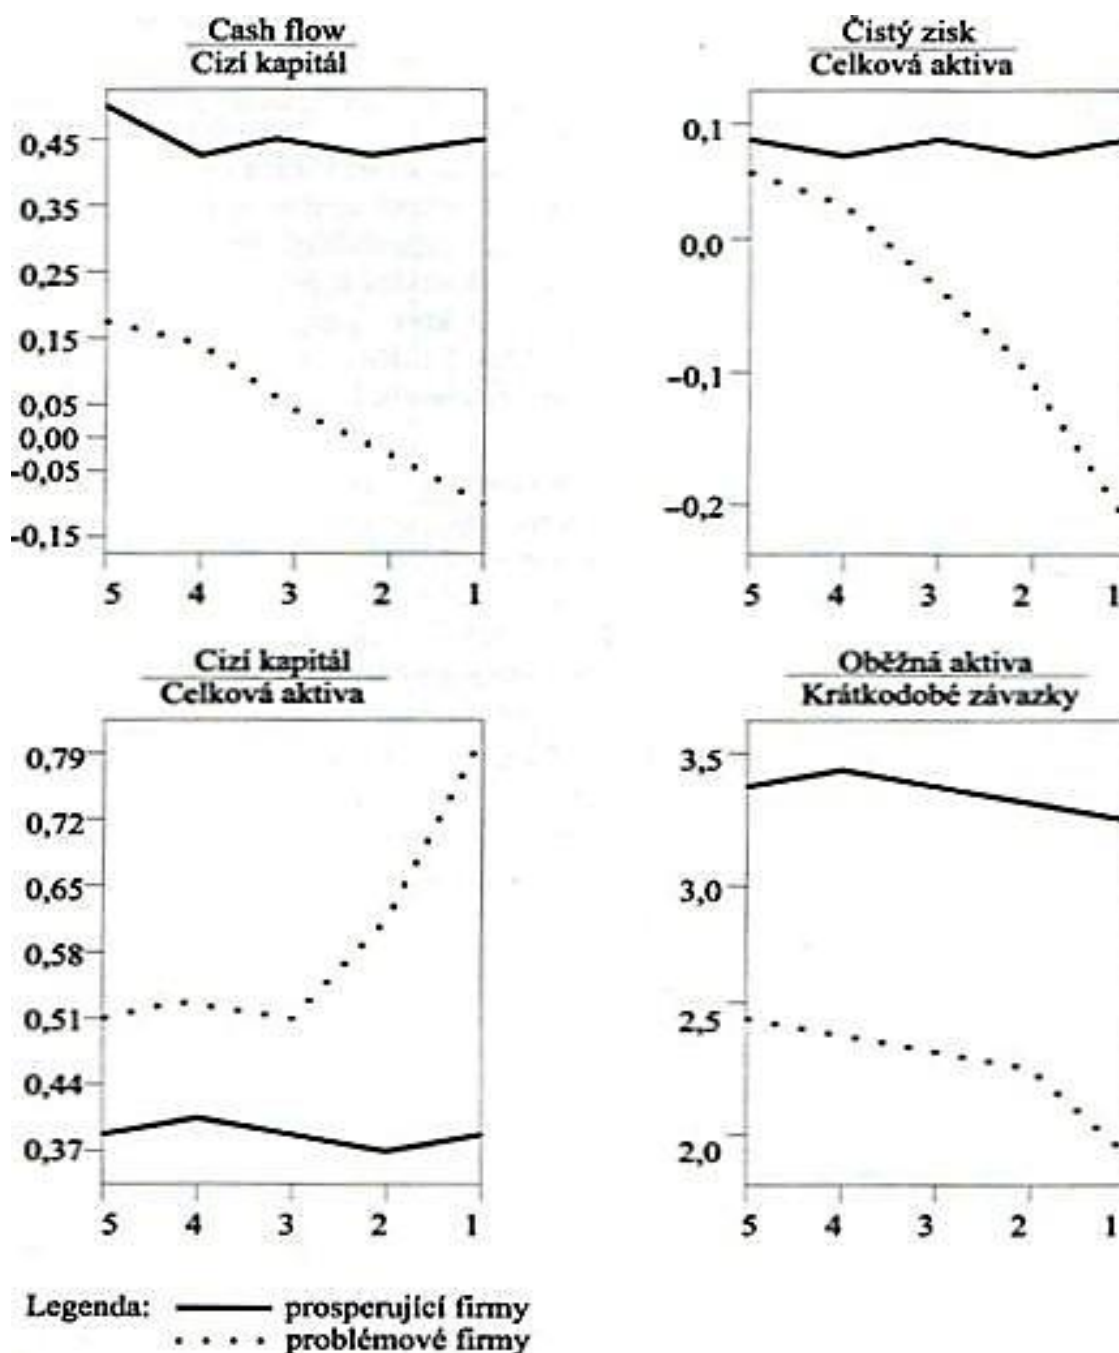 Cash flow
Cizí kapitál
0,45
0,35
0,25
0,15
0,05
0,00
-0,05
-0,15
5 4 3 2 1
Čistý zisk
Celková aktiva
0,1
0,0
–0,1
–0,2
5 4 3 2 1
Cizí kapitál
Celková aktiva
0,79
0,72
0,65
0,58
0,51
0,44
0,37
5 4 3 2 1
Oběžná aktiva
Krátkodobé závazky
3,5
3,0
2,5
2,0
5 4 3 2 1
Legenda: prosperující firmy
problémové firmy